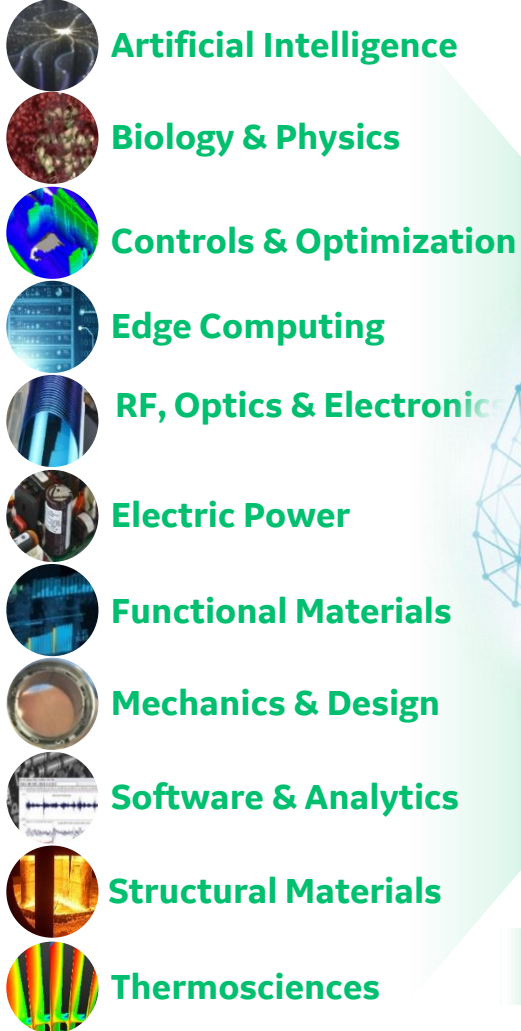 Artificial Intelligence
Biology & Physics
Controls & Optimization
Edge Computing
RF, Optics & Electronics
Electric Power
Functional Materials
Mechanics & Design
Software & Analytics
Structural Materials
Thermosciences